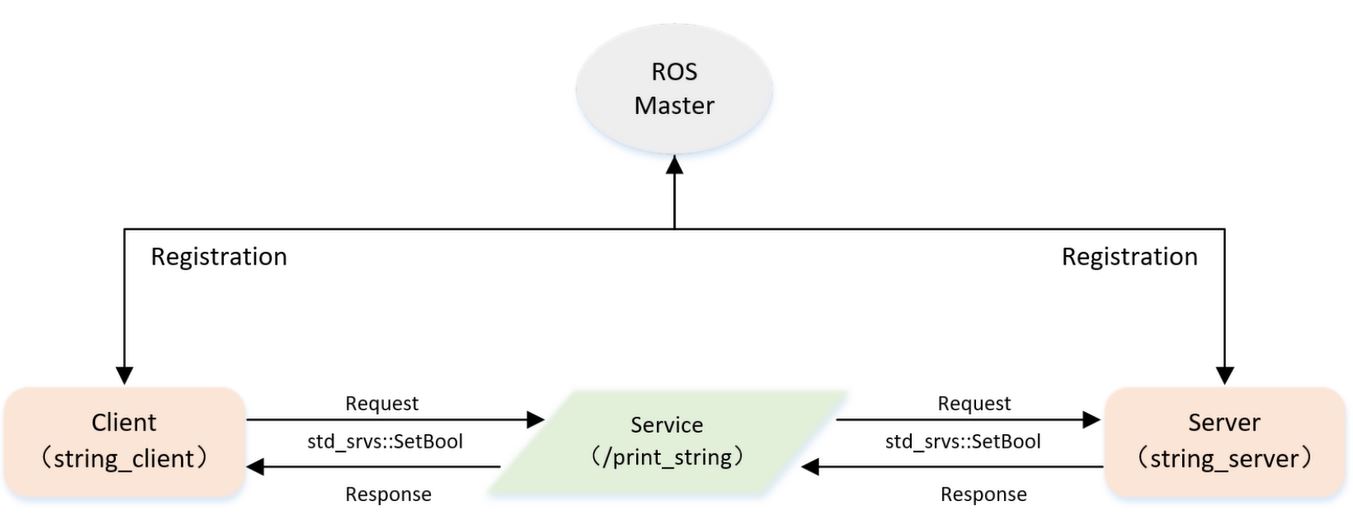 ROS
Master
Registration
Registration
Client
（string_client）
Request
std_srvs::SetBool
Response
Service
（/print_string）
Request
std_srvs::SetBool
Response
Server
（string_server）